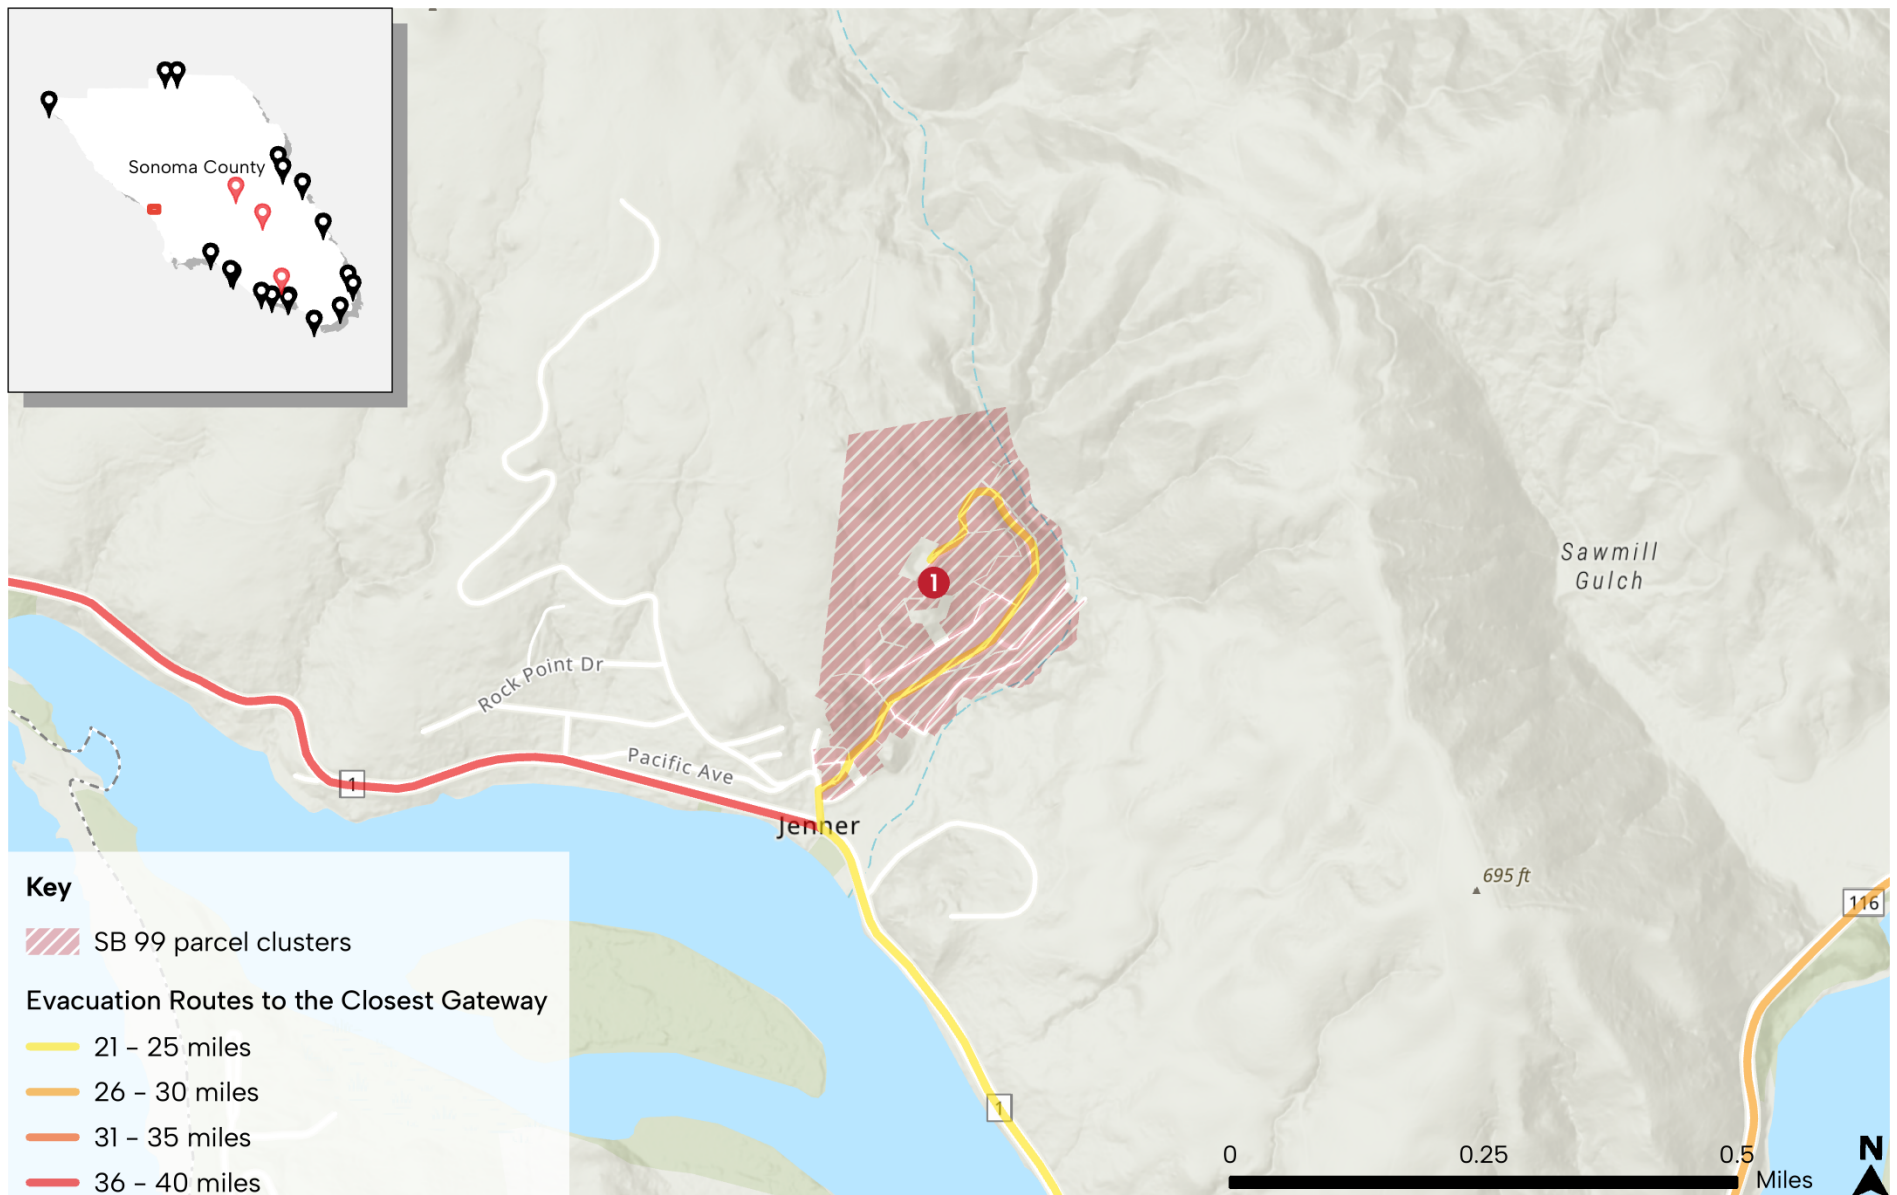 Sonoma County
Sawmill
Gulch
1
Rock Point Dr
Pacific Ave
1
Jenner
695 ft
116
Key
SB 99 parcel clusters
Evacuation Routes to the Closest Gateway
21 - 25 miles
26 - 30 miles
31 - 35 miles
36 - 40 miles
1
0 0.25 0.5
Miles
N